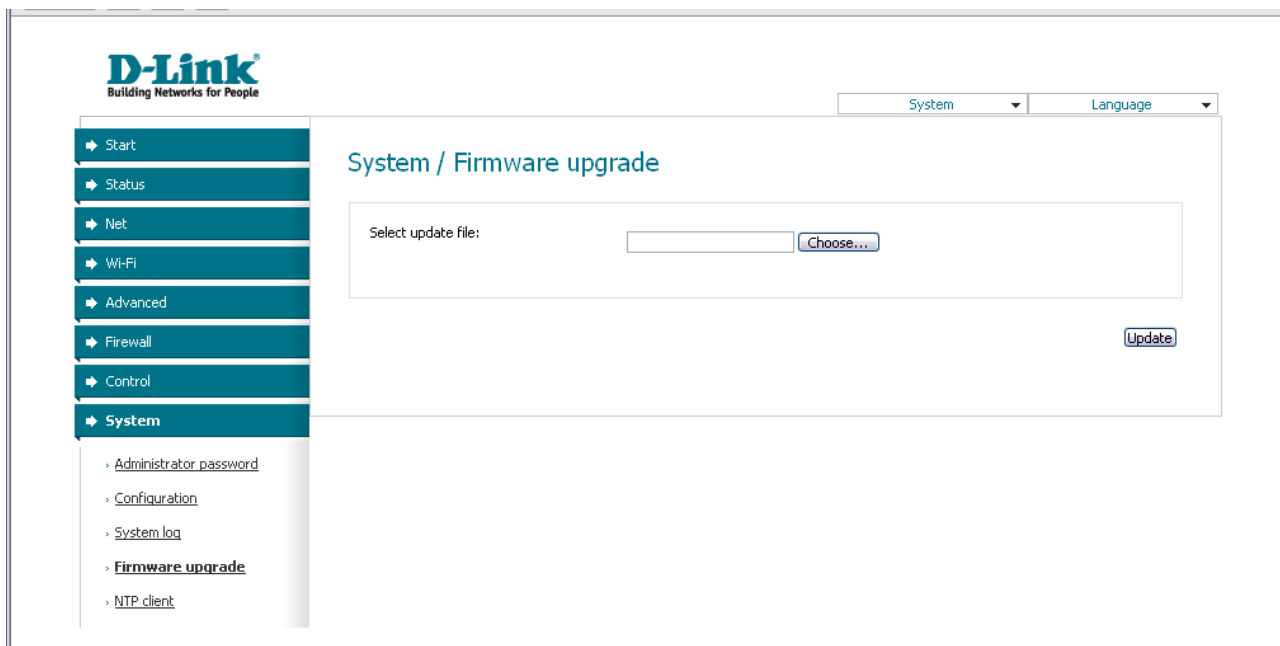 D-Link®
Building Networks for People
System
Language
Start
Status
Net
Wi-Fi
Advanced
Firewall
Control
System
Administrator password
Configuration
System log
Firmware upgrade
NTP client
System / Firmware upgrade
Select update file:
Choose...
Update